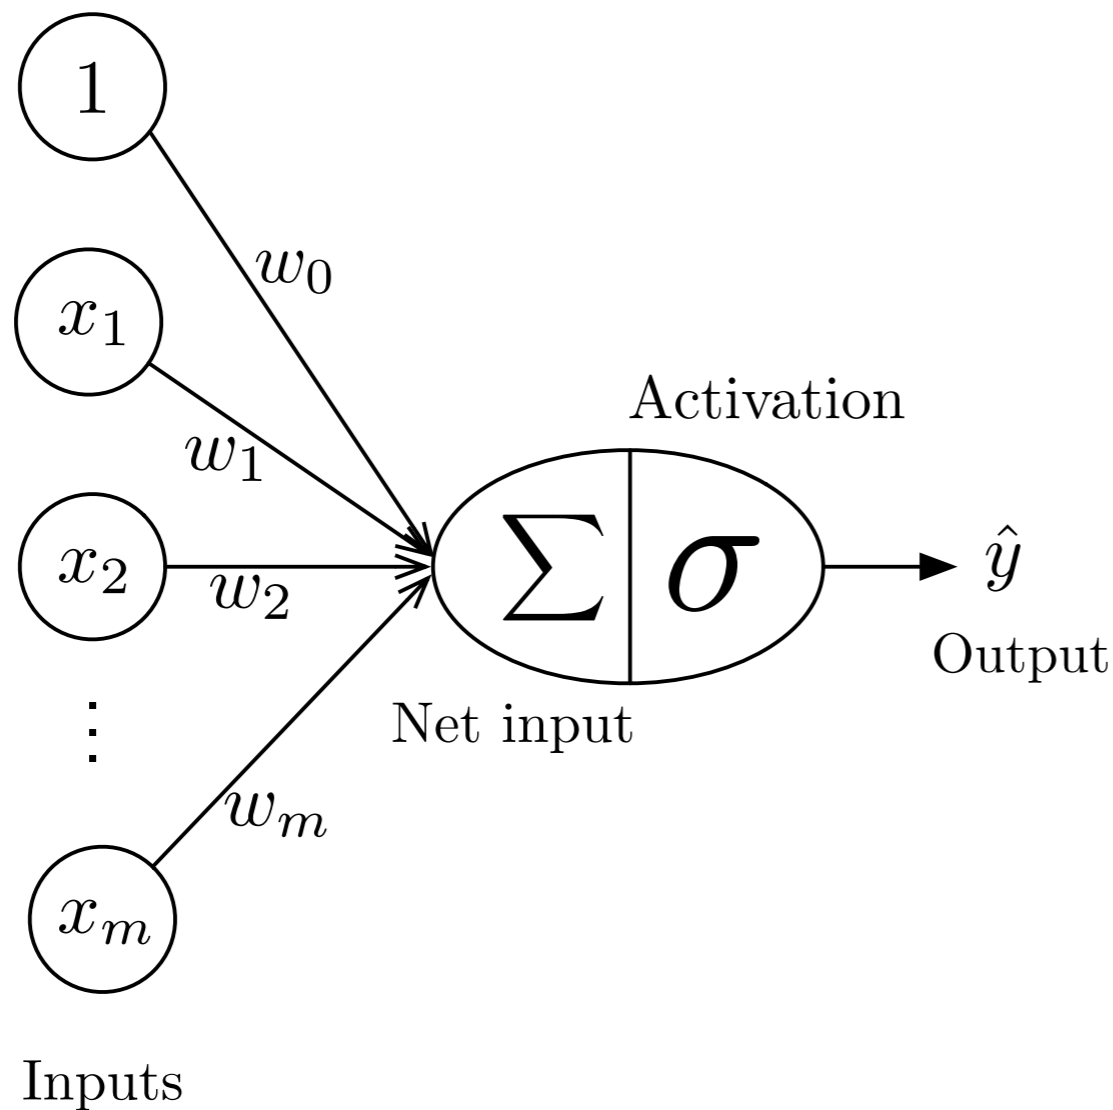 1
w₀
x₁
Activation
w₁
∑ σ
ŷ
x₂
w₂
Output
Net input
⋮
wₘ
xₘ
Inputs